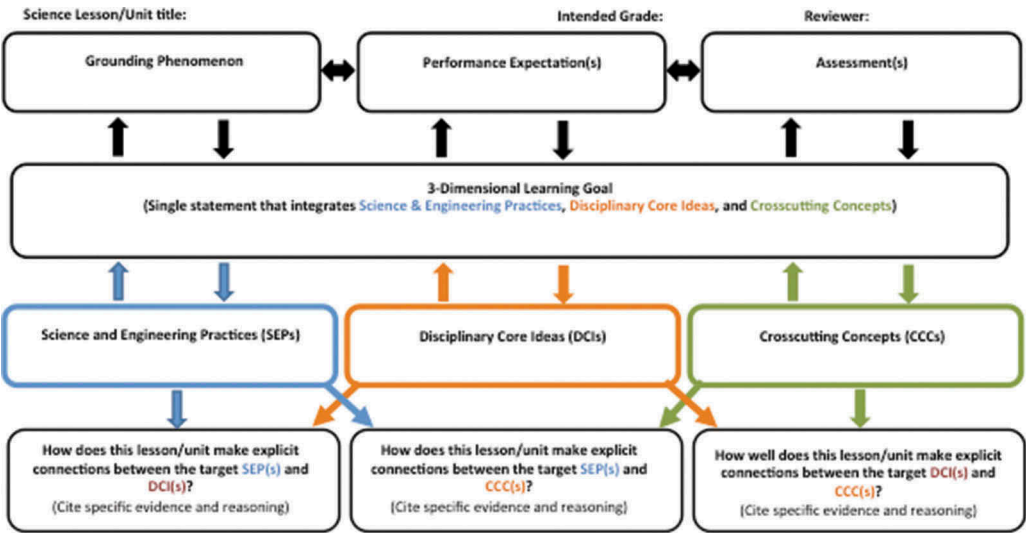 Science Lesson/Unit title:
Intended Grade:
Reviewer:
Grounding Phenomenon
Performance Expectation(s)
Assessment(s)
3-Dimensional Learning Goal
(Single statement that integrates Science & Engineering Practices, Disciplinary Core Ideas, and Crosscutting Concepts)
Science and Engineering Practices (SEPs)
Disciplinary Core Ideas (DCIs)
Crosscutting Concepts (CCCs)
How does this lesson/unit make explicit
connections between the target SEP(s) and
DCI(s)?
(Cite specific evidence and reasoning)
How does this lesson/unit make explicit
connections between the target SEP(s) and
CCC(s)?
(Cite specific evidence and reasoning)
How well does this lesson/unit make explicit
connections between the target DCI(s) and
CCC(s)?
(Cite specific evidence and reasoning)